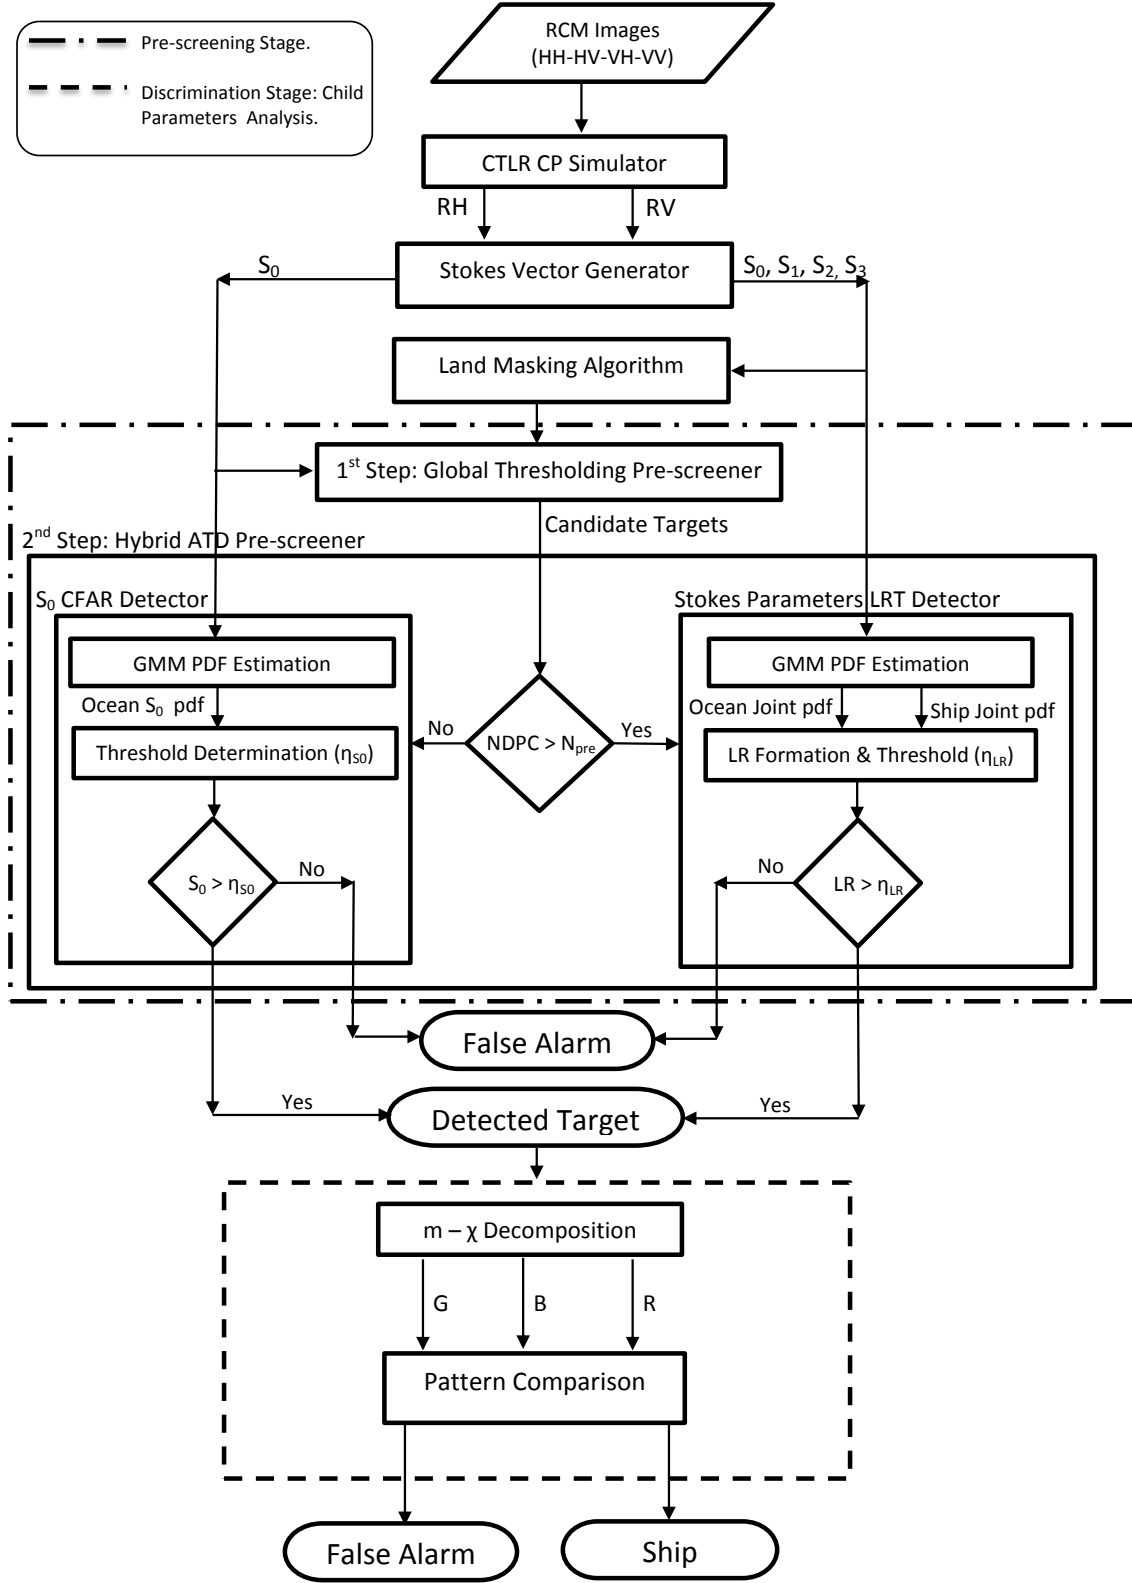 Pre-screening Stage.
Discrimination Stage: Child
Parameters Analysis.
RCM Images
(HH-HV-VH-VV)
CTLR CP Simulator
RH
RV
Stokes Vector Generator
S₀
S₀, S₁, S₂, S₃
Land Masking Algorithm
1ˢᵗ Step: Global Thresholding Pre-screener
Candidate Targets
2ⁿᵈ Step: Hybrid ATD Pre-screener
S₀ CFAR Detector
Stokes Parameters LRT Detector
GMM PDF Estimation
GMM PDF Estimation
Ocean S₀ pdf
Ocean Joint pdf
Ship Joint pdf
No
NDPC > Npre
Yes
Threshold Determination (ηS0)
LR Formation & Threshold (ηLR)
S₀ > ηS0
No
No
LR > ηLR
False Alarm
Yes
Detected Target
Yes
m – χ Decomposition
G
B
R
Pattern Comparison
False Alarm
Ship